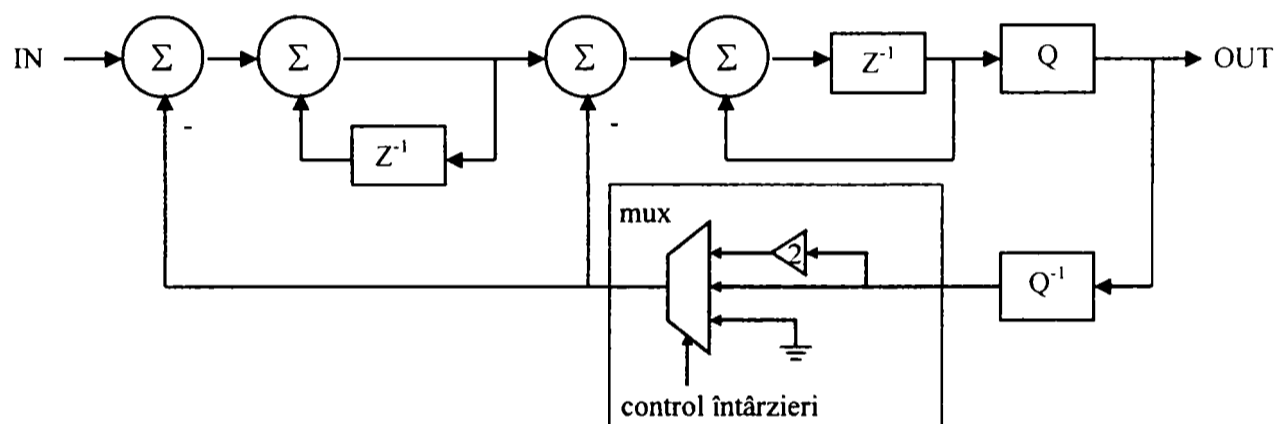 IN Σ Σ Σ Σ Z⁻¹ Q OUT
- -
Z⁻¹
mux
2
Q⁻¹
control întârzieri